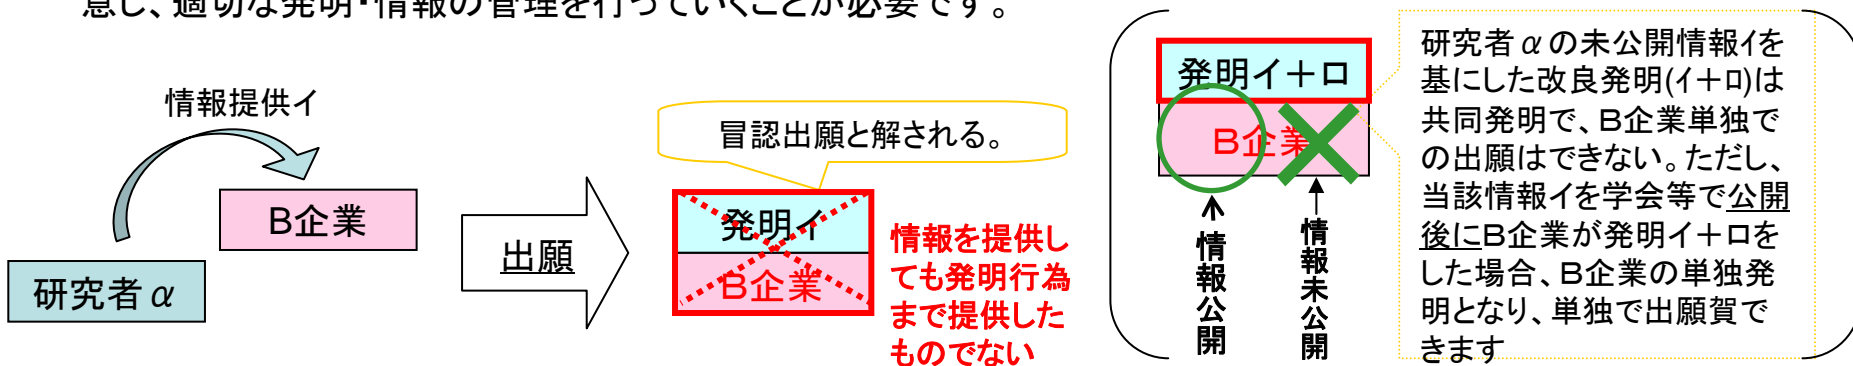 意し、適切な発明・情報の管理を行っていくことが必要です。
情報提供イ
B企業
研究者α
出願
冒認出願と解される。
発明イ
B企業
情報を提供し
ても発明行為
まで提供した
ものでない
発明イ＋ロ
B企業
↑情報公開
↑情報未公開
研究者αの未公開情報イを
基にした改良発明(イ+ロ)は
共同発明で、B企業単独で
の出願はできない。ただし、
当該情報イを学会等で公開
後にB企業が発明イ＋ロを
した場合、B企業の単独発
明となり、単独で出願賀で
きます